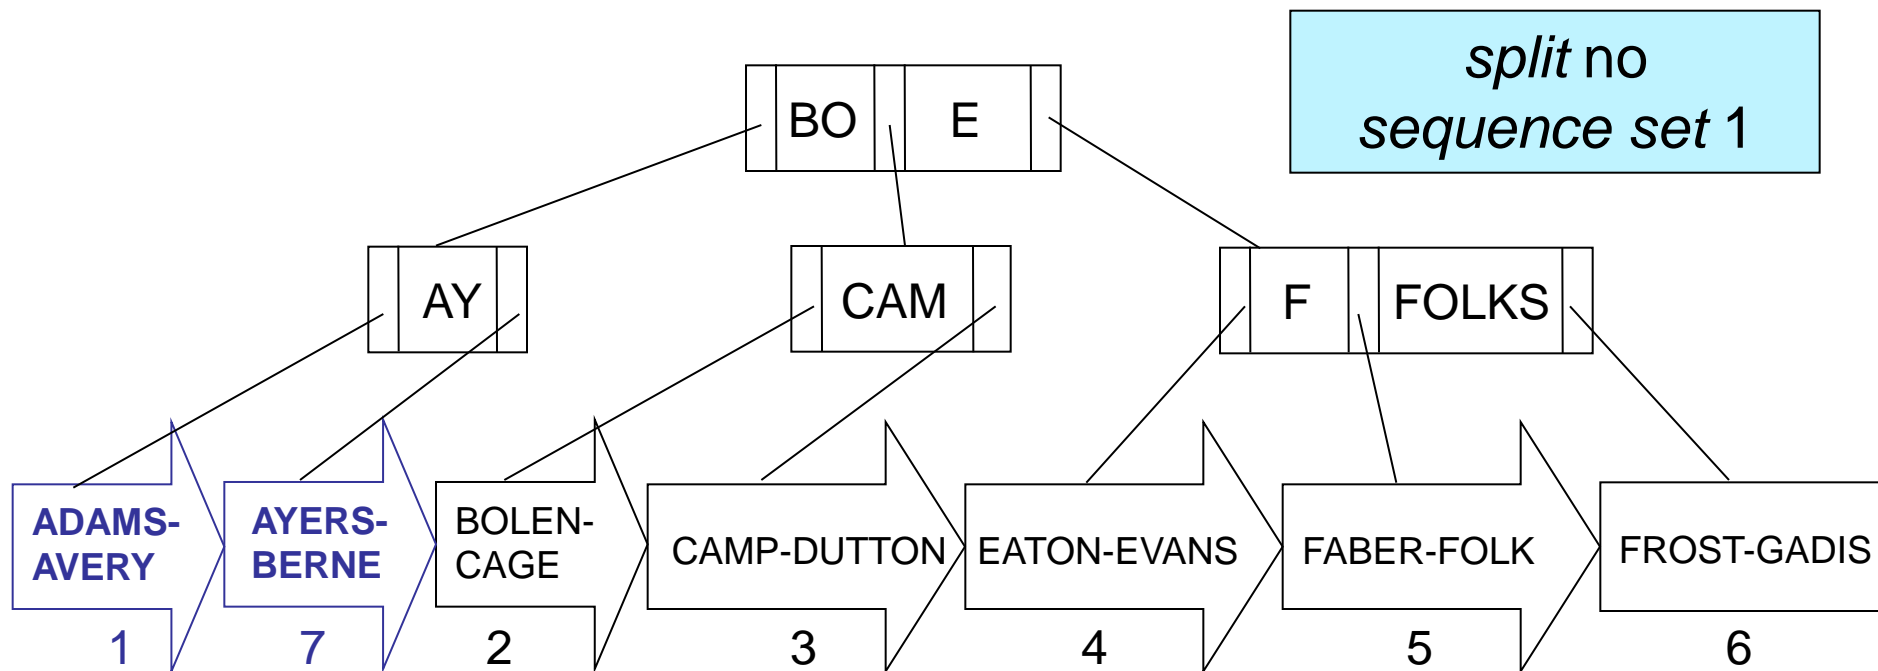 split no
sequence set 1
BO E
AY CAM F FOLKS
ADAMS-
AVERY
AYERS-
BERNE
BOLEN-
CAGE
CAMP-DUTTON
EATON-EVANS
FABER-FOLK
FROST-GADIS
1 7 2 3 4 5 6